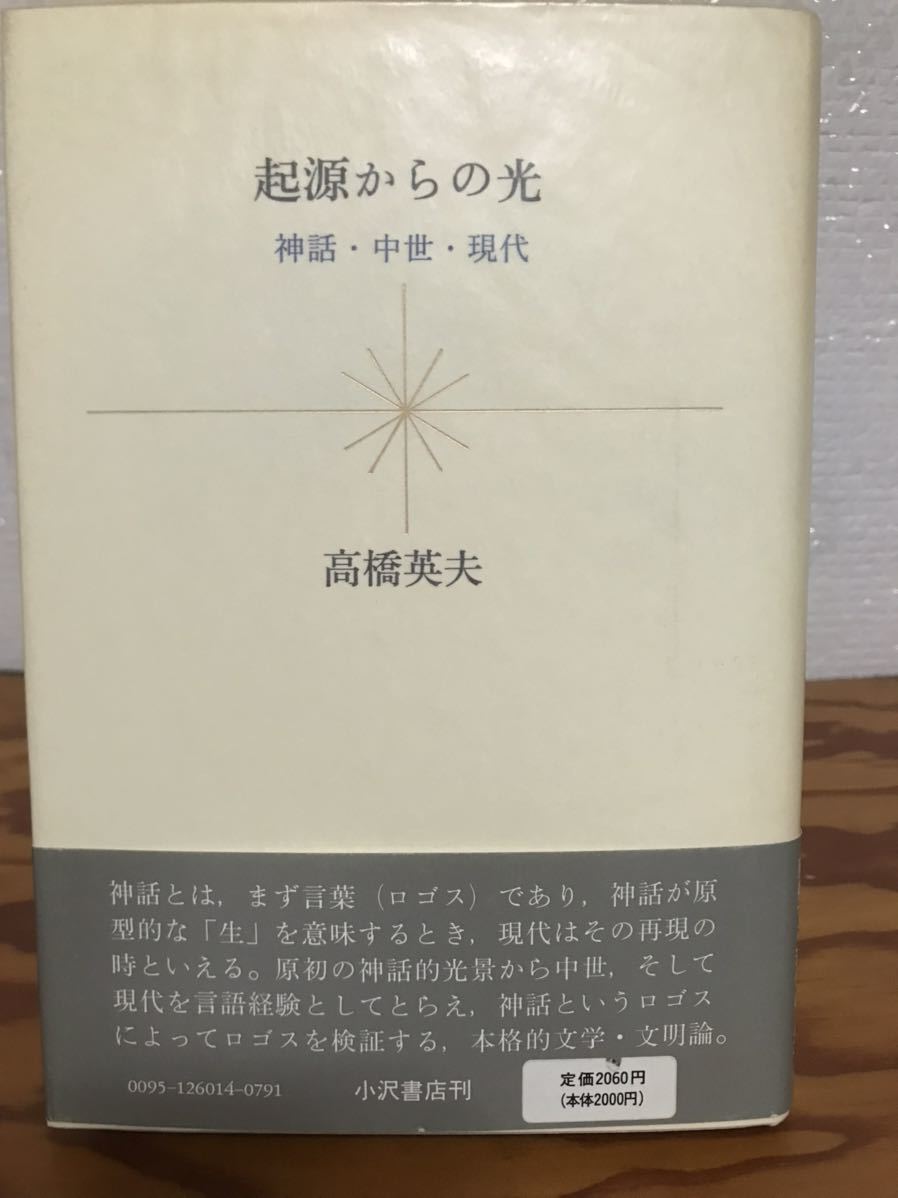 起源からの光
神話・中世・現代
高橋英夫
神話とは，まず言葉（ロゴス）であり，神話が原
型的な「生」を意味するとき，現代はその再現の
時といえる。原初の神話的光景から中世，そして
現代を言語経験としてとらえ，神話というロゴス
によってロゴスを検証する，本格的文学・文明論。
0095-126014-0791
小沢書店刊
定価2060円
(本体2000円)